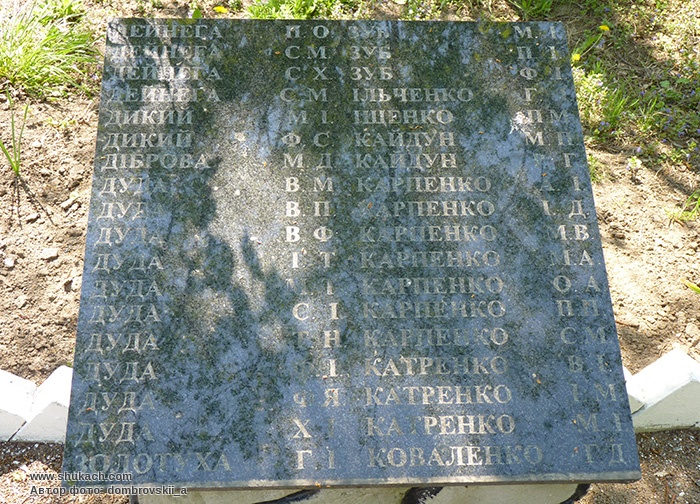 ДЕЙНЕГА П О ЗУБ М. К
ДЕЙНЕГА С М ЗУБ П І
ДЕЙНЕГА С Х ЗУБ Ф І
ДЕЙНЕГА С М ІЛЬЧЕНКО Г
ДИКИЙ М І ІЩЕНКО П М
ДИКИЙ Ф С КАЙДУН М П
ДІБРОВА М Д КАЙДУН Г
ДУДА В М КАРПЕНКО А І
ДУДА В П КАРПЕНКО І Д
ДУДА В Ф КАРПЕНКО М В
ДУДА І Т КАРПЕНКО М А
ДУДА М І КАРПЕНКО О А
ДУДА С І КАРПЕНКО П П
ДУДА Н КАРПЕНКО С М
ДУДА І КАТРЕНКО В І
ДУДА Ф Я КАТРЕНКО І М
ДУДА Х КАТРЕНКО М І
ЗОЛОТУХА Г І КОВАЛЕНКО Г Д
www.shukach.com
Автор фото: dombrovskii_a